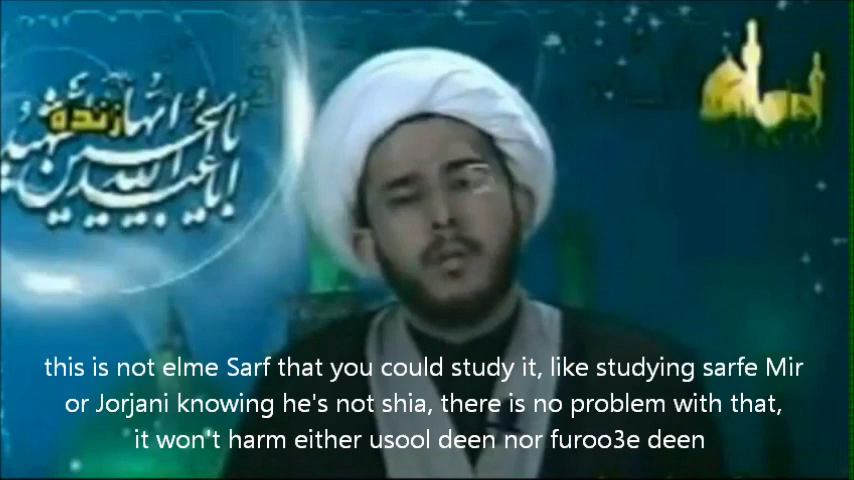 زنده
this is not elme Sarf that you could study it, like studying sarfe Mir
or Jorjani knowing he's not shia, there is no problem with that,
it won't harm either usool deen nor furoo3e deen